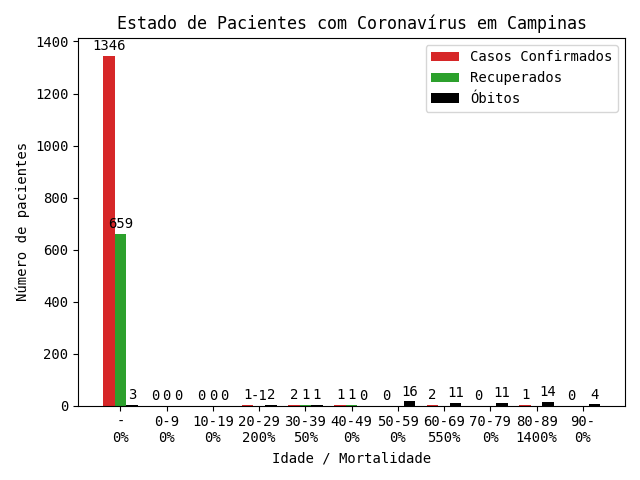 Estado de Pacientes com Coronavírus em Campinas
Casos Confirmados
Recuperados
Óbitos
Número de pacientes
1400
1200
1000
800
600
400
200
0
1346
659
3
0 0 0
0 0 0
1 -1 2
2 1 1
1 1 0
0 16
2 11
0 11
1 14
0 4
- 0-9 10-19 20-29 30-39 40-49 50-59 60-69 70-79 80-89 90-
0% 0% 0% 200% 50% 0% 0% 550% 0% 1400% 0%
Idade / Mortalidade